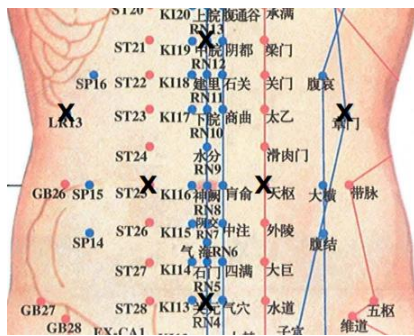 ST20 KI20 上脘 腹通谷 承满
RN13
ST21 KI19 中脘 阴都 梁门
RN12
SP16 ST22 KI18 建里 石关 关门 腹哀
RN11
LR13 ST23 KI17 下脘 商曲 太乙 章门
RN10
ST24 水分 滑肉门
RN9
GB26 SP15 ST25 KI16 神阙 肓俞 天枢 大横 带脉
RN8
SP14 ST26 KI15 阴交 中注 外陵 腹结
RN7
气海 RN6
ST27 KI14 石门 四满 大巨
RN5
GB27 ST28 KI13 关元 气穴 水道 五枢
RN4
GB28 EX-CA1 子宫 维道